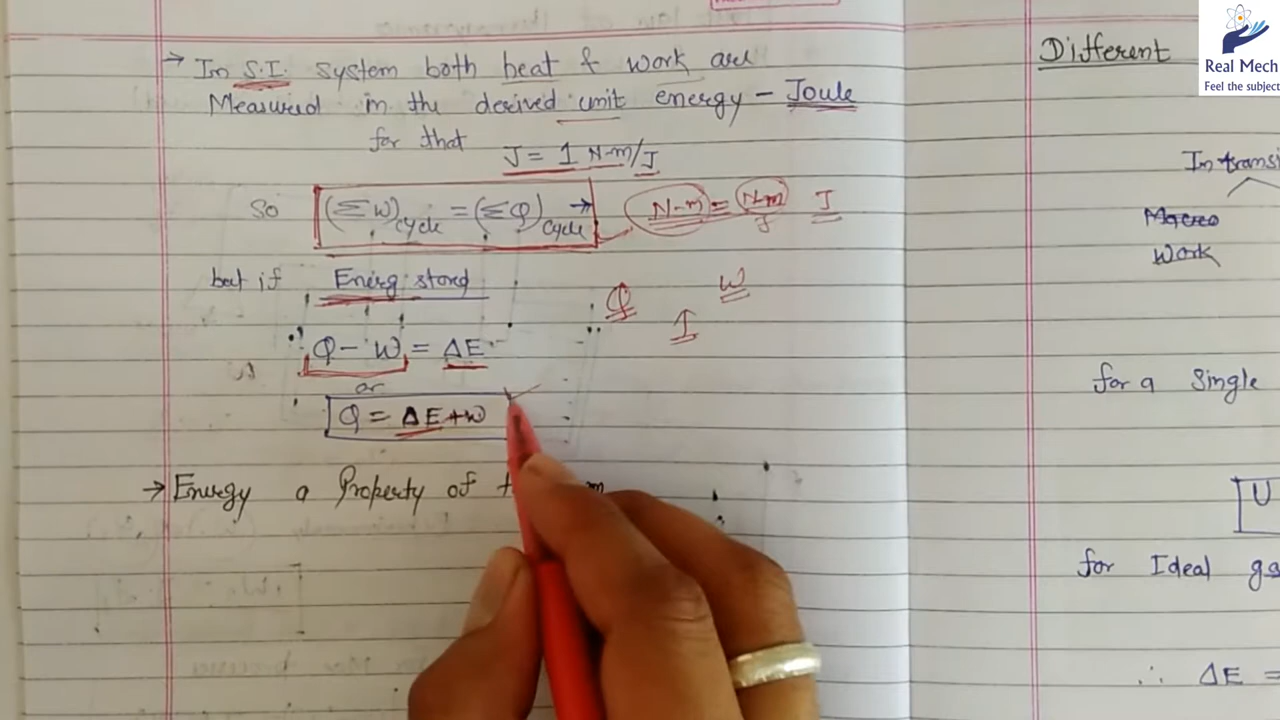 → In S.I. system both heat & work are
Measured in the derived unit energy – Joule
for that
J = 1 N-m/J
So (ΣW)cycle = (ΣQ)cycle → N-m = N-m/J J
but if Energ stored
Q W
I
∴ Q – W = ΔE
or
Q = ΔE + W
→ Energy a Property of
Different
In transi
Macro
Work
for a Single
U
for Ideal ga
∴ ΔE =
Real Mech
Feel the subject